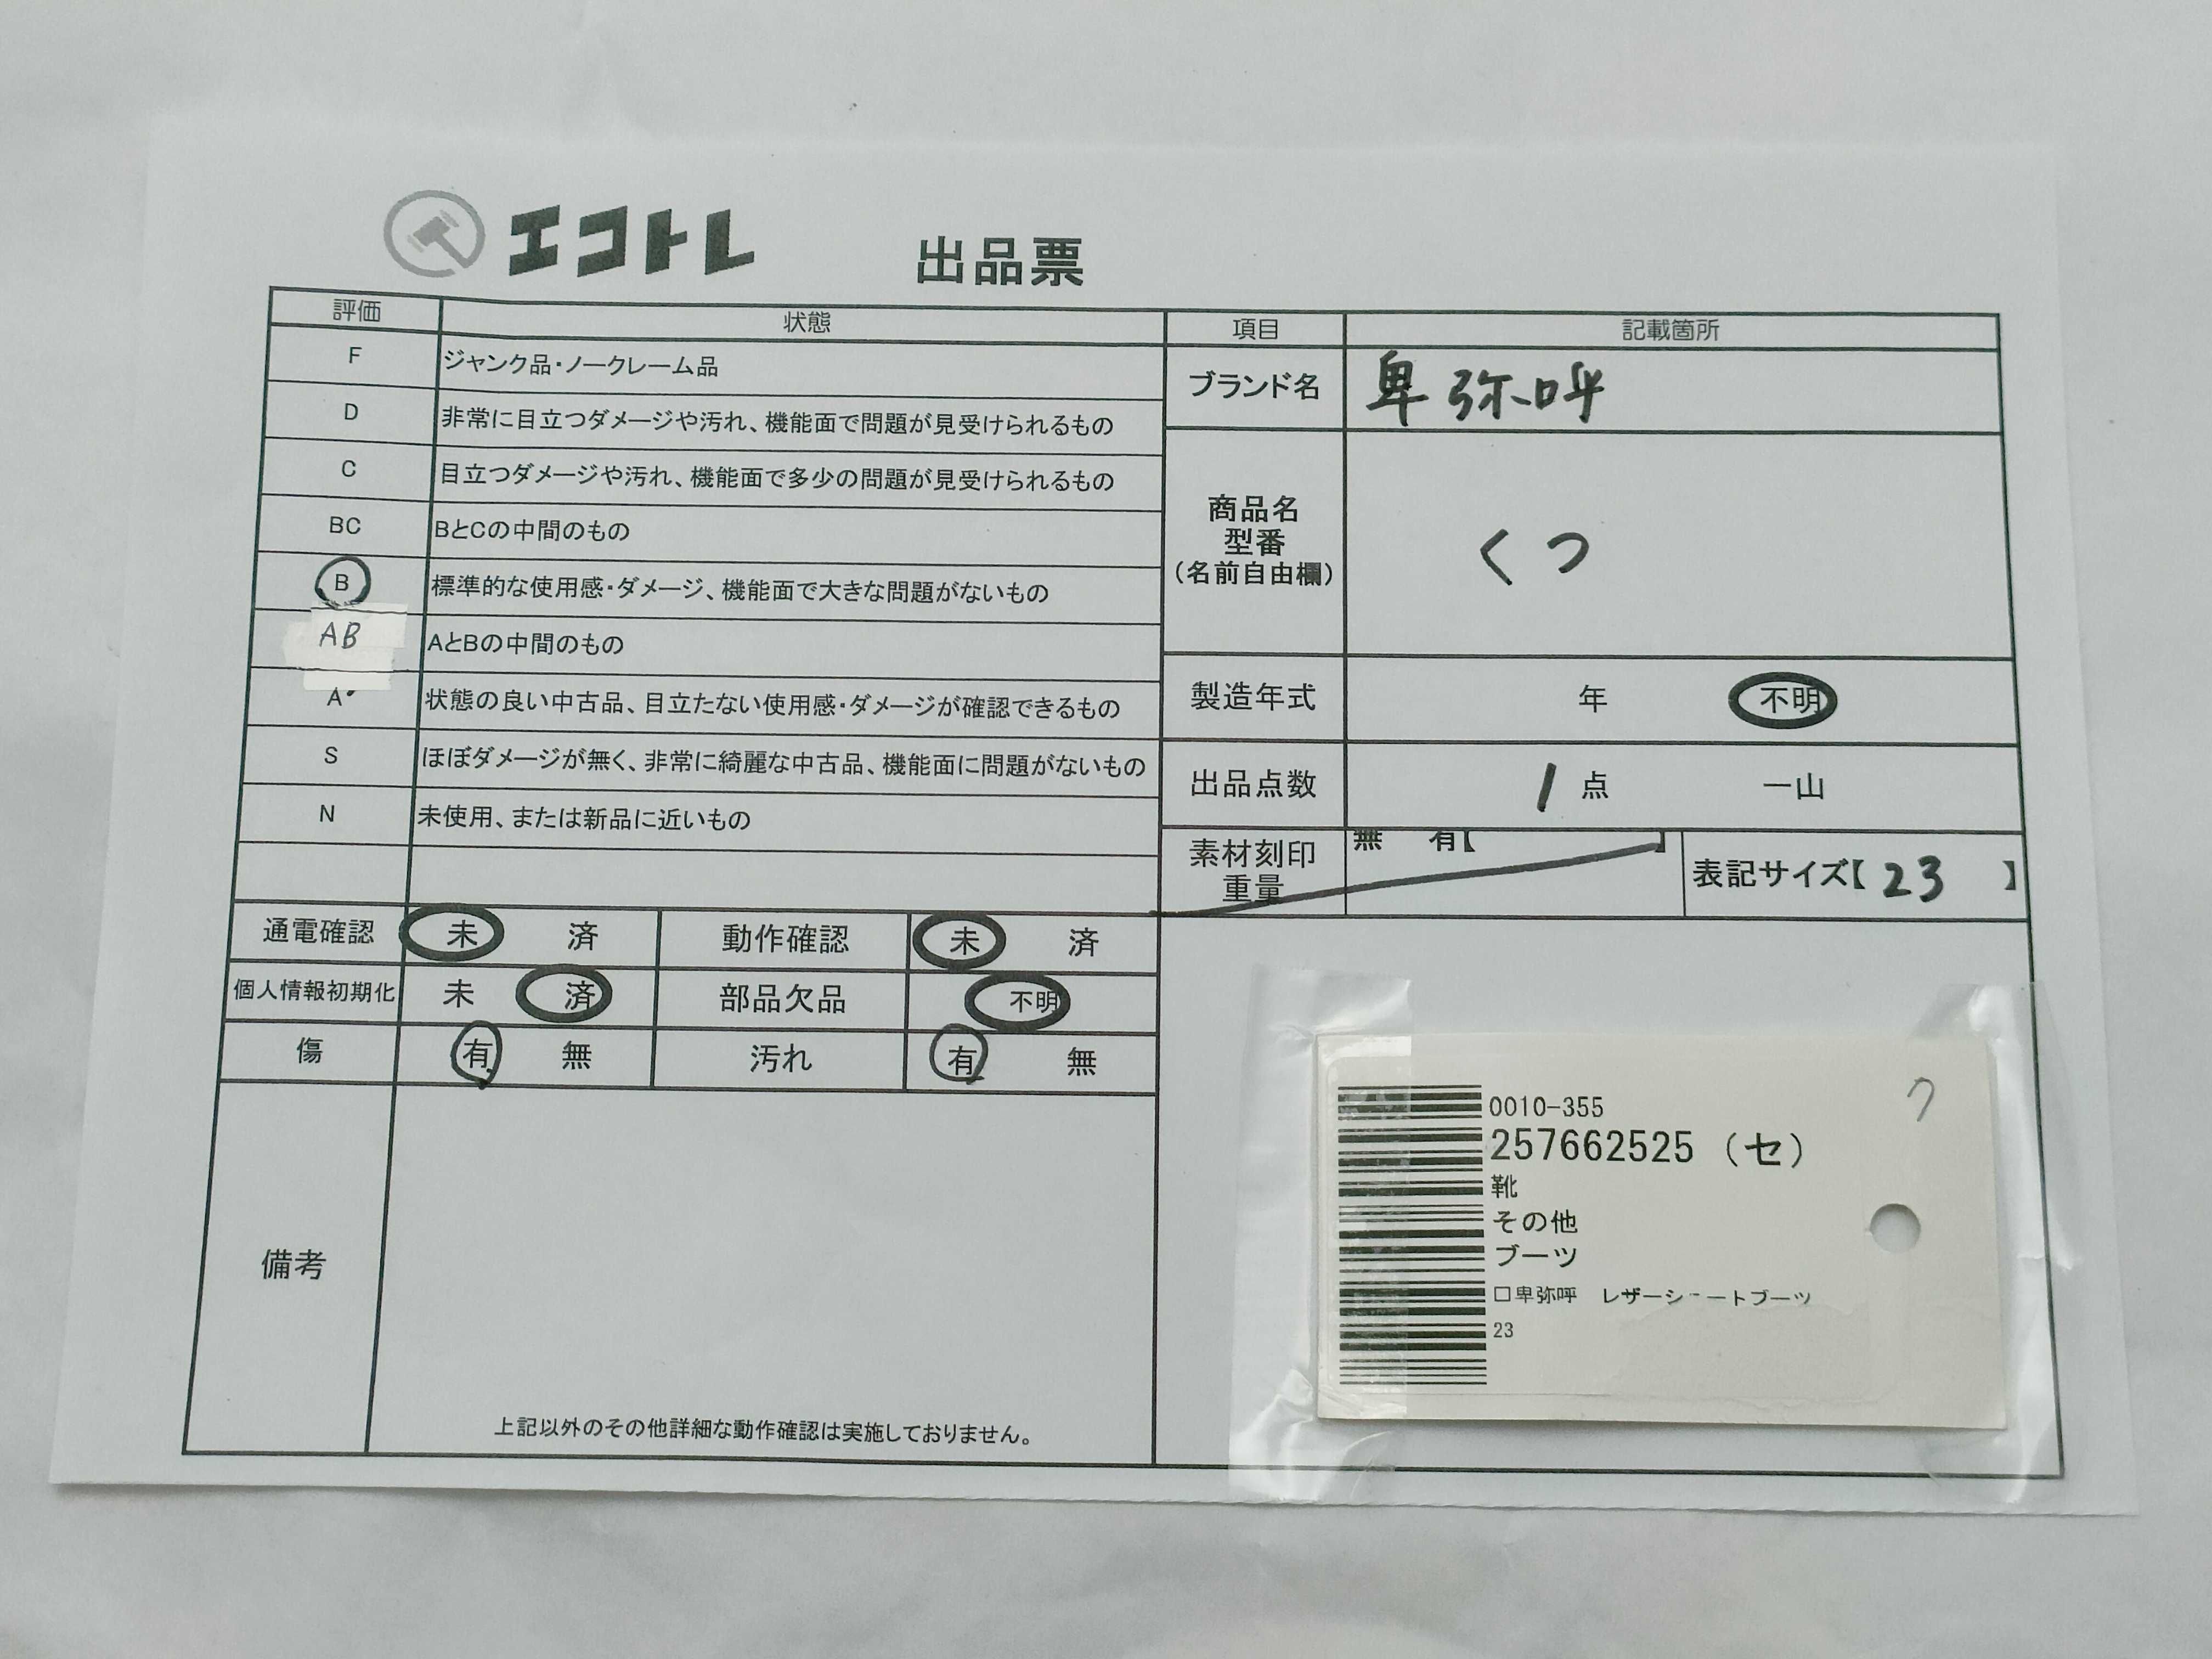 エコトレ 出品票
評価 状態
F ジャンク品・ノークレーム品
D 非常に目立つダメージや汚れ、機能面で問題が見受けられるもの
C 目立つダメージや汚れ、機能面で多少の問題が見受けられるもの
BC BとCの中間のもの
B 標準的な使用感・ダメージ、機能面で大きな問題がないもの
AB AとBの中間のもの
A 状態の良い中古品、目立たない使用感・ダメージが確認できるもの
S ほぼダメージが無く、非常に綺麗な中古品、機能面に問題がないもの
N 未使用、または新品に近いもの
項目 記載箇所
ブランド名 卑弥呼
商品名
型番
(名前自由欄)
くつ
製造年式 年 不明
出品点数 1 点 一山
素材刻印
重量
無 有【 】
表記サイズ【 23 】
通電確認 未 済 動作確認 未 済
個人情報初期化 未 済 部品欠品 不明
傷 有 無 汚れ 有 無
備考
上記以外のその他詳細な動作確認は実施しておりません。
0010-355
257662525 (セ)
靴
その他
ブーツ
□卑弥呼
23